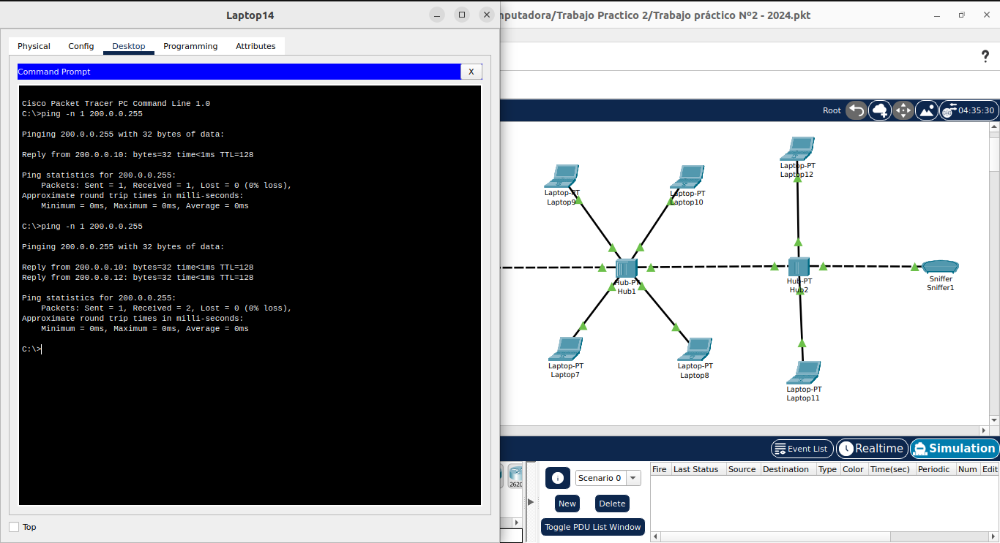 Laptop14
nputadora/Trabajo Practico 2/Trabajo práctico Nº2 - 2024.pkt
Physical Config Desktop Programming Attributes
?
Command Prompt
X
Cisco Packet Tracer PC Command Line 1.0
C:\>ping -n 1 200.0.0.255
Pinging 200.0.0.255 with 32 bytes of data:
Reply from 200.0.0.10: bytes=32 time<1ms TTL=128
Ping statistics for 200.0.0.255:
Packets: Sent = 1, Received = 1, Lost = 0 (0% loss),
Approximate round trip times in milli-seconds:
Minimum = 0ms, Maximum = 0ms, Average = 0ms
C:\>ping -n 1 200.0.0.255
Pinging 200.0.0.255 with 32 bytes of data:
Reply from 200.0.0.10: bytes=32 time<1ms TTL=128
Reply from 200.0.0.12: bytes=32 time<1ms TTL=128
Ping statistics for 200.0.0.255:
Packets: Sent = 1, Received = 2, Lost = 0 (0% loss),
Approximate round trip times in milli-seconds:
Minimum = 0ms, Maximum = 0ms, Average = 0ms
C:\>
Top
Root
04:35:30
Laptop-PT
Laptop12
Laptop-PT
Laptop9
Laptop-PT
Laptop10
Hub-PT
Hub1
Hub-PT
Hub2
Sniffer
Sniffer1
Laptop-PT
Laptop7
Laptop-PT
Laptop8
Laptop-PT
Laptop11
Event List
Realtime
Simulation
2620
Scenario 0
New
Delete
Toggle PDU List Window
Fire Last Status Source Destination Type Color Time(sec) Periodic Num Edit